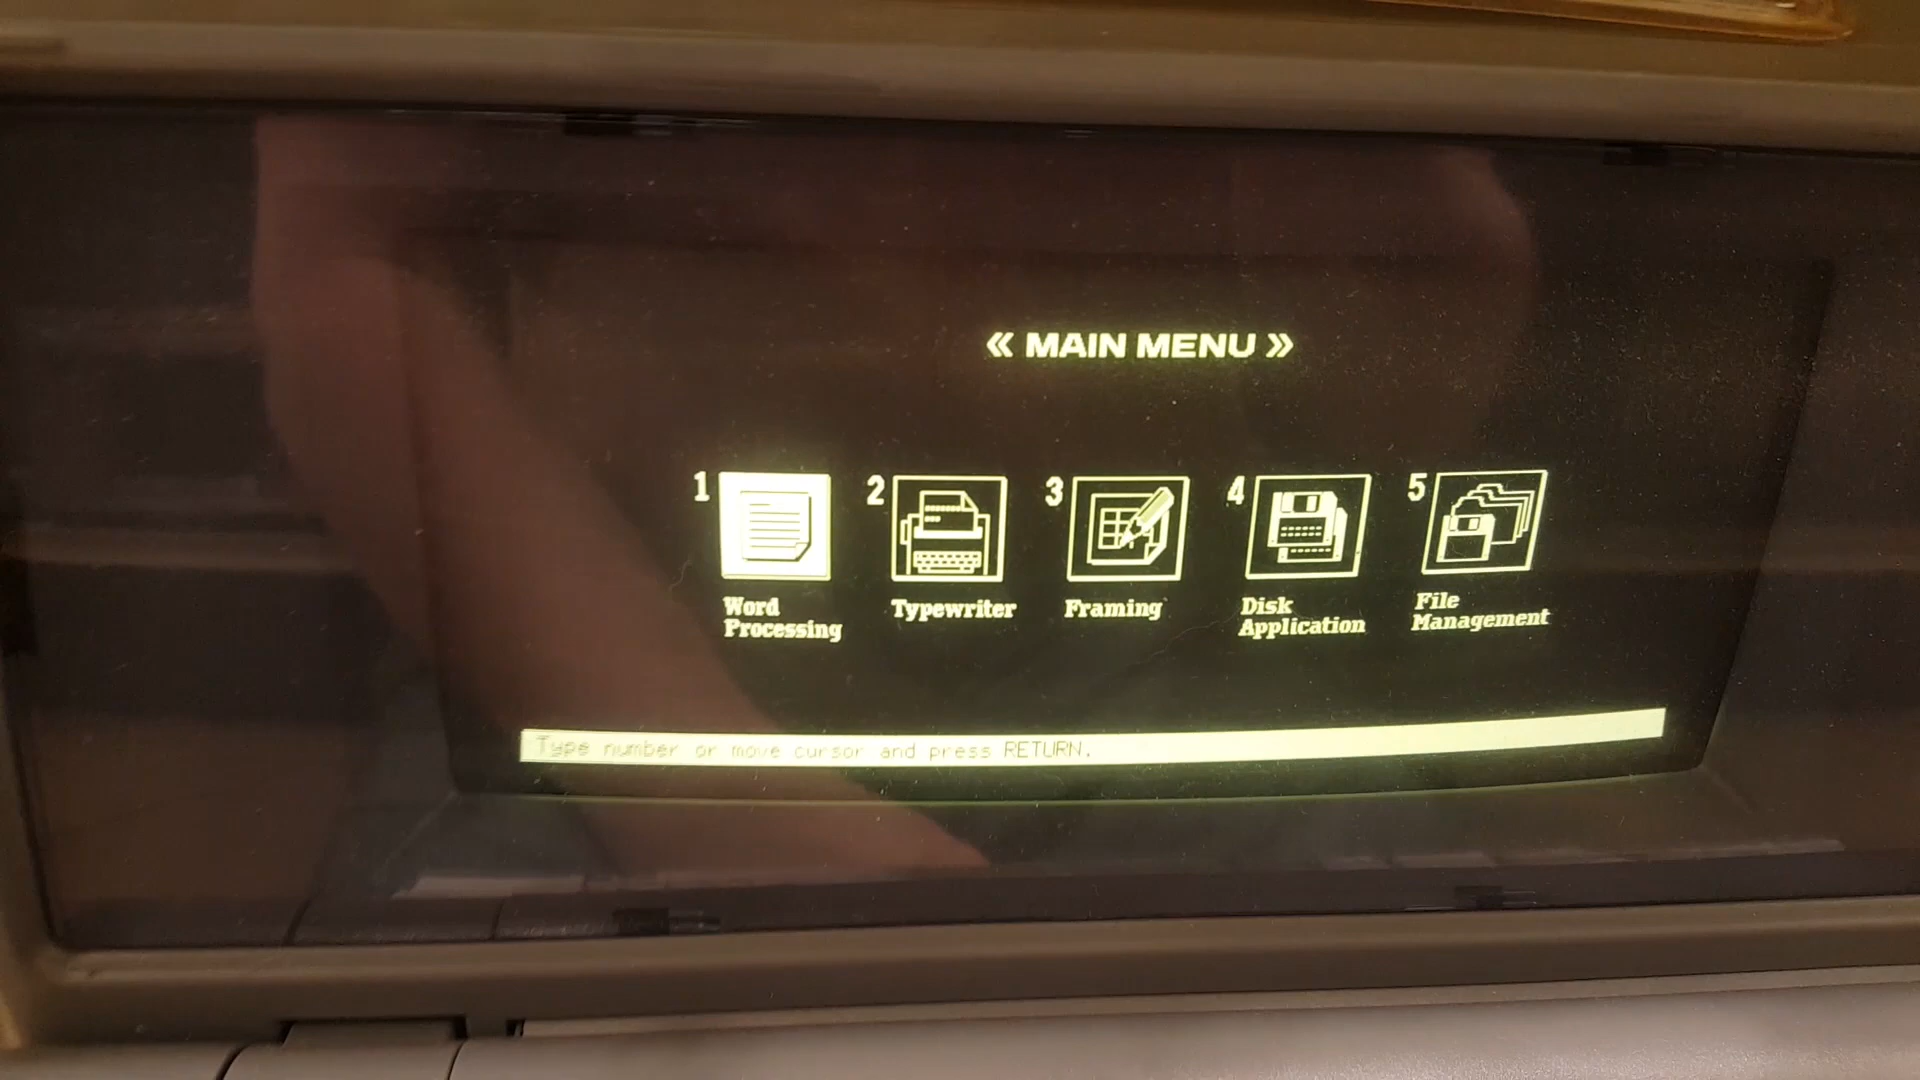 « MAIN MENU »
1 2 3 4 5
Word Processing
Typewriter
Framing
Disk Application
File Management
Type number or move cursor and press RETURN.